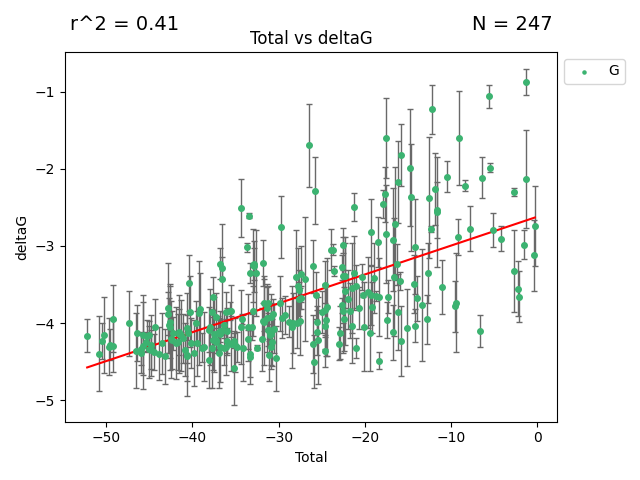 r^2 = 0.41
N = 247
Total vs deltaG
G
deltaG
−1
−2
−3
−4
−5
−50
−40
−30
−20
−10
0
Total